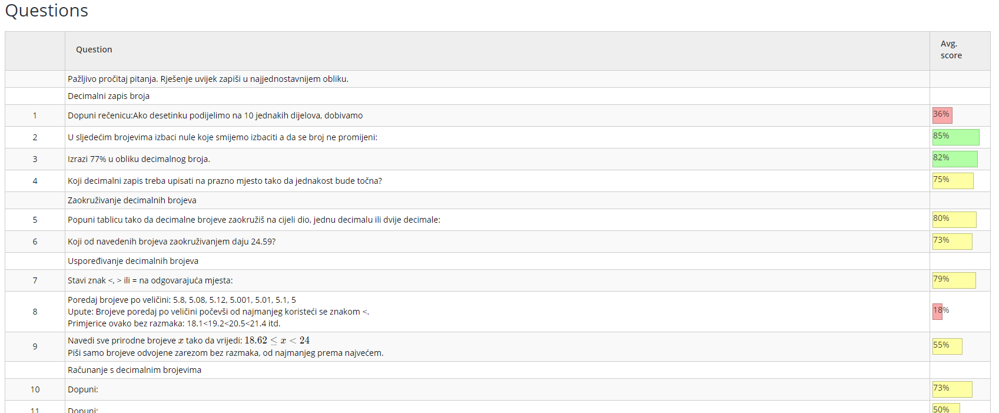 Questions
Question
Avg.
score
Pažljivo pročitaj pitanja. Rješenje uvijek zapiši u najjednostavnijem obliku.
Decimalni zapis broja
1 Dopuni rečenicu:Ako desetinku podijelimo na 10 jednakih dijelova, dobivamo 36%
2 U sljedećim brojevima izbaci nule koje smijemo izbaciti a da se broj ne promijeni: 85%
3 Izrazi 77% u obliku decimalnog broja. 82%
4 Koji decimalni zapis treba upisati na prazno mjesto tako da jednakost bude točna? 75%
Zaokruživanje decimalnih brojeva
5 Popuni tablicu tako da decimalne brojeve zaokružiš na cijeli dio, jednu decimalu ili dvije decimale: 80%
6 Koji od navedenih brojeva zaokruživanjem daju 24.59? 73%
Uspoređivanje decimalnih brojeva
7 Stavi znak <, > ili = na odgovarajuća mjesta: 79%
Poredaj brojeve po veličini: 5.8, 5.08, 5.12, 5.001, 5.01, 5.1, 5
8 Upute: Brojeve poredaj po veličini počevši od najmanjeg koristeći se znakom <. 18%
Primjerice ovako bez razmaka: 18.1<19.2<20.5<21.4 itd.
9 Navedi sve prirodne brojeve x tako da vrijedi: 18.62 ≤ x < 24 55%
Piši samo brojeve odvojene zarezom bez razmaka, od najmanjeg prema najvećem.
Računanje s decimalnim brojevima
10 Dopuni: 73%
11 Dopuni: 50%